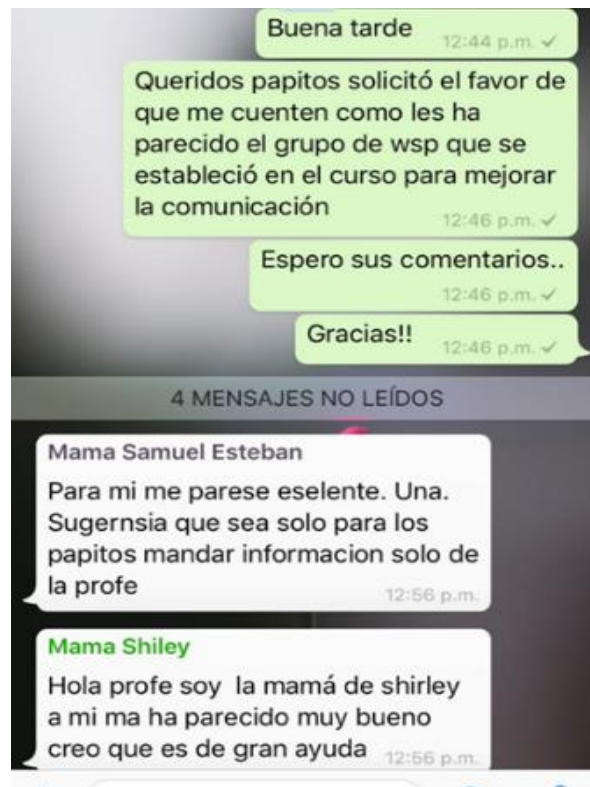 Buena tarde
12:44 p.m.
Queridos papitos solicitó el favor de
que me cuenten como les ha
parecido el grupo de wsp que se
estableció en el curso para mejorar
la comunicación
12:46 p.m.
Espero sus comentarios..
12:46 p.m.
Gracias!!
12:46 p.m.
4 MENSAJES NO LEÍDOS
Mama Samuel Esteban
Para mi me parese eselente. Una.
Sugernsia que sea solo para los
papitos mandar informacion solo de
la profe
12:56 p.m.
Mama Shiley
Hola profe soy la mamá de shirley
a mi ma ha parecido muy bueno
creo que es de gran ayuda
12:56 p.m.